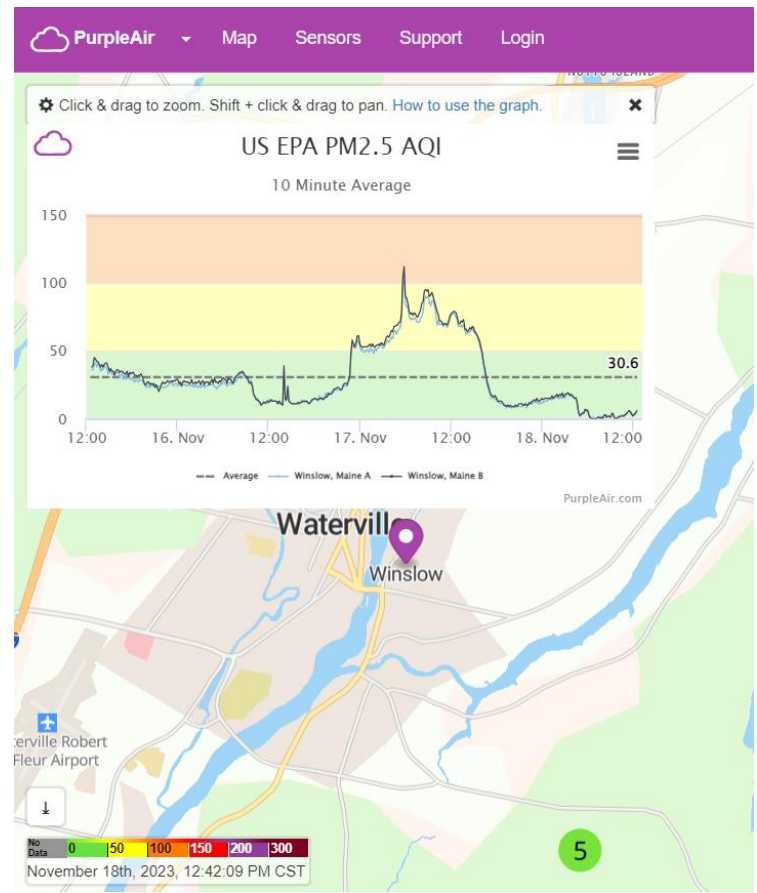 PurpleAir Map Sensors Support Login
Click & drag to zoom. Shift + click & drag to pan. How to use the graph.
US EPA PM2.5 AQI
10 Minute Average
150
100
50
30.6
0
12:00 16. Nov 12:00 17. Nov 12:00 18. Nov 12:00
Average Winslow, Maine A Winslow, Maine B
PurpleAir.com
Waterville
Winslow
erville Robert
Fleur Airport
No Data 0 50 100 150 200 300
November 18th, 2023, 12:42:09 PM CST
5